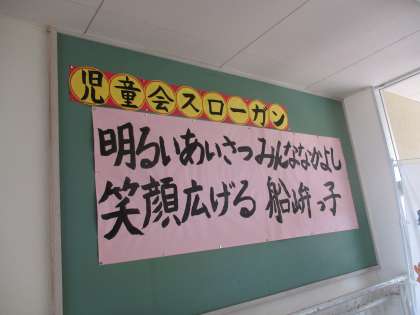 児童会スローガン
明るいあいさつみんななかよし
笑顔広げる 船峅っ子